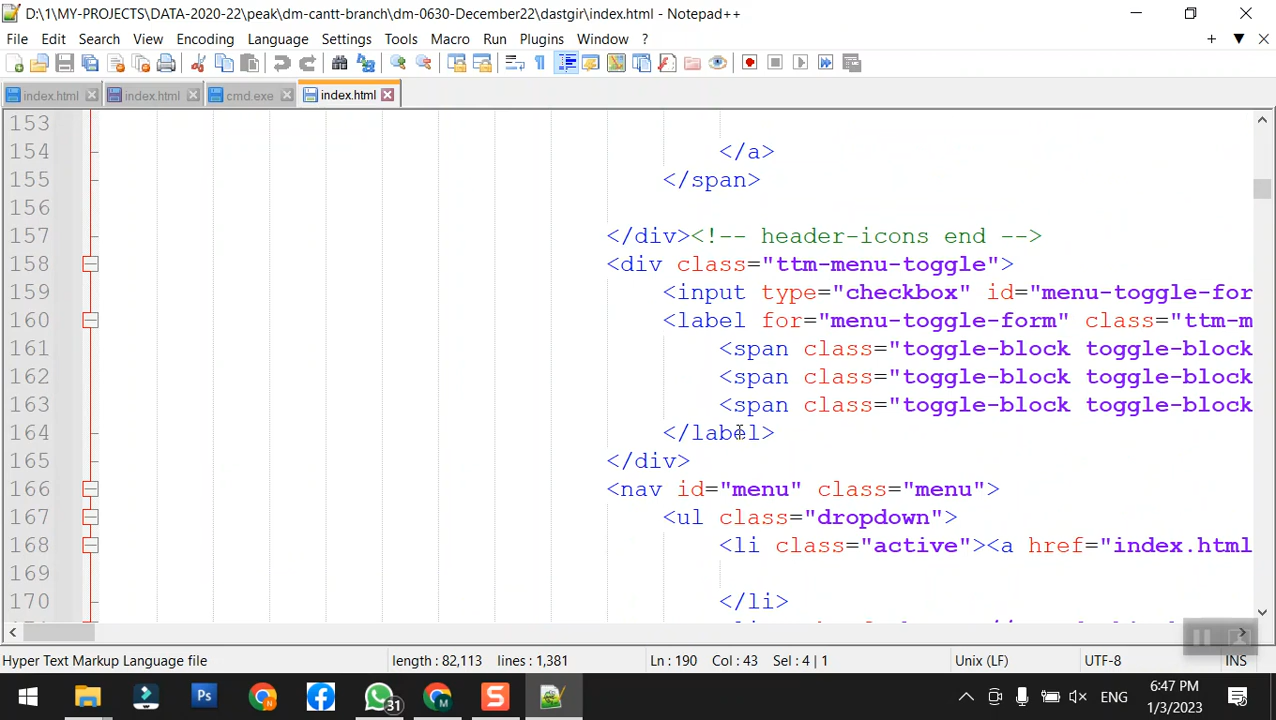 D:\1\MY-PROJECTS\DATA-2020-22\peak\dm-cantt-branch\dm-0630-December22\dastgir\index.html - Notepad++
File Edit Search View Encoding Language Settings Tools Macro Run Plugins Window ?
index.html index.html cmd.exe index.html
153
154 </a>
155 </span>
156
157 </div><!-- header-icons end -->
158 <div class="ttm-menu-toggle">
159 <input type="checkbox" id="menu-toggle-for
160 <label for="menu-toggle-form" class="ttm-m
161 <span class="toggle-block toggle-block
162 <span class="toggle-block toggle-block
163 <span class="toggle-block toggle-block
164 </label>
165 </div>
166 <nav id="menu" class="menu">
167 <ul class="dropdown">
168 <li class="active"><a href="index.html
169
170 </li>
Hyper Text Markup Language file length : 82,113 lines : 1,381 Ln : 190 Col : 43 Sel : 4 | 1 Unix (LF) UTF-8 INS
Ps 31 M S ENG
6:47 PM
1/3/2023